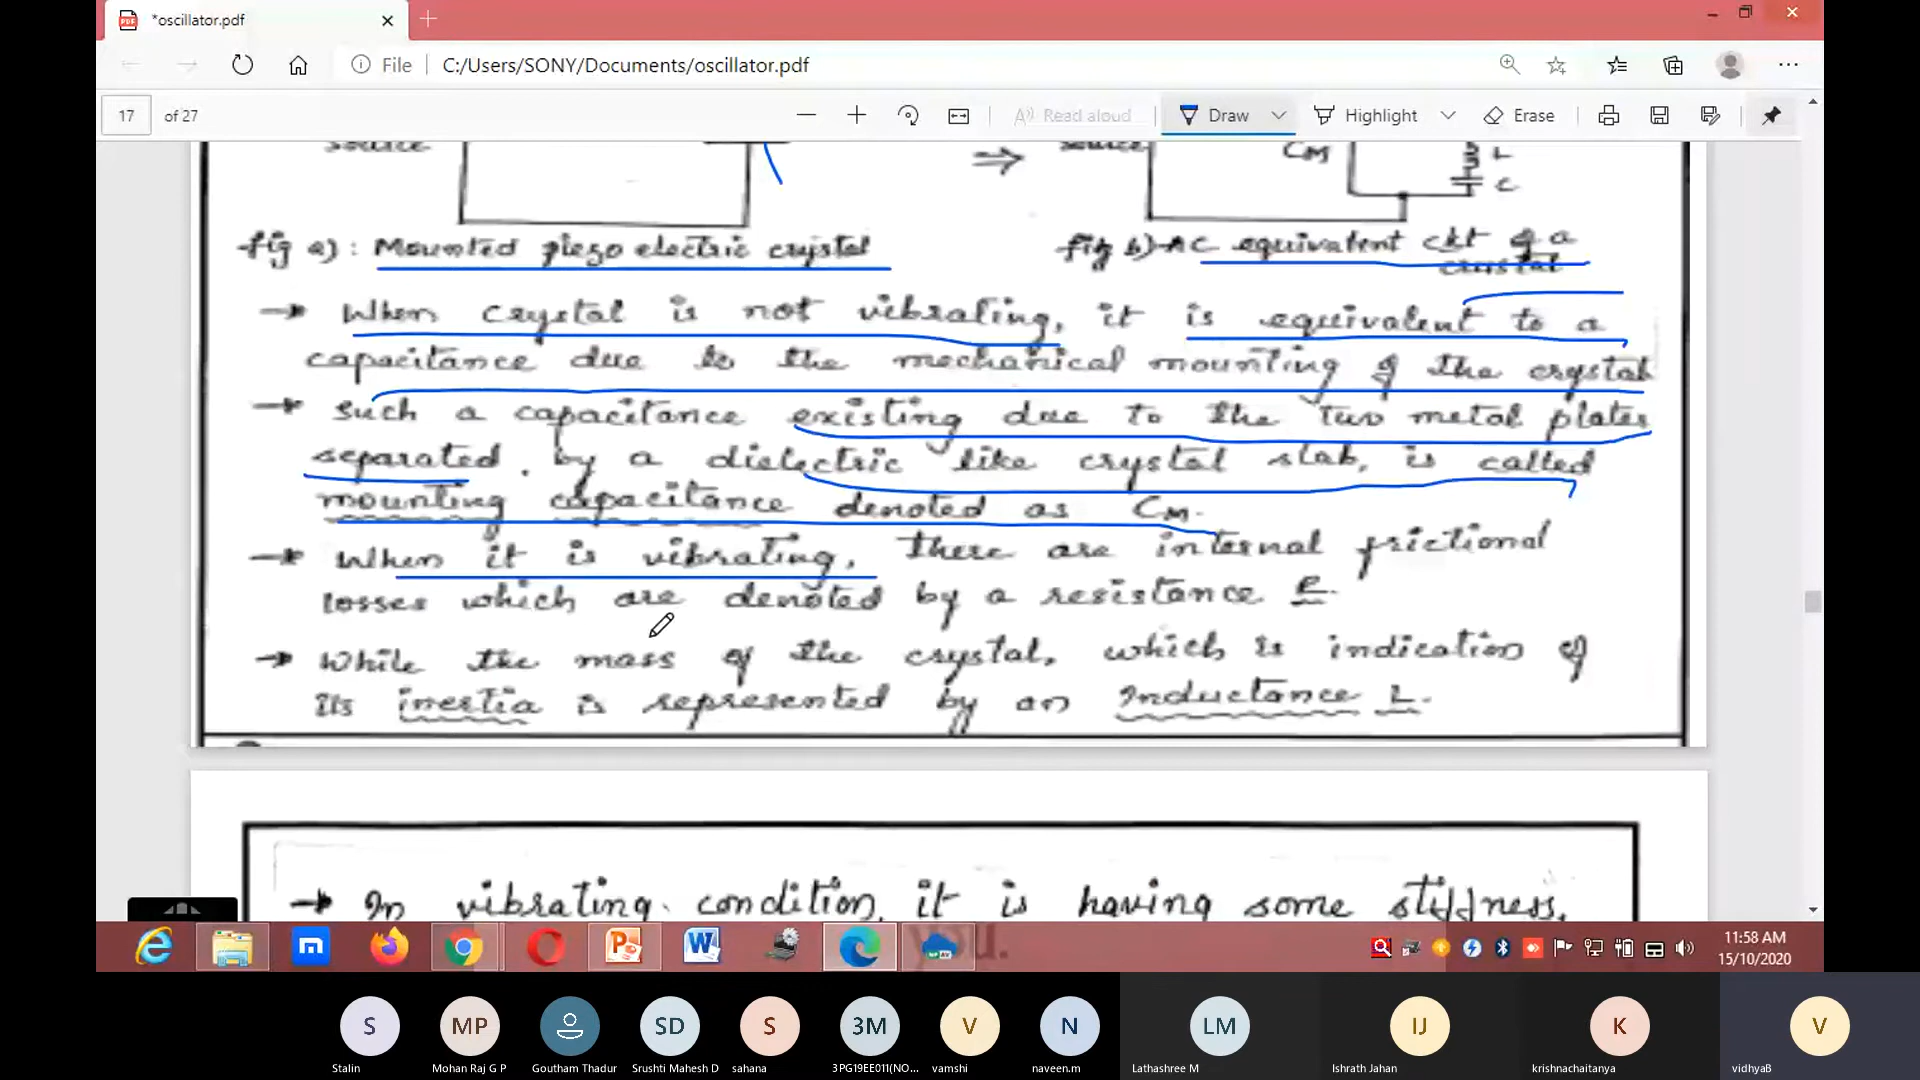 *oscillator.pdf
File C:/Users/SONY/Documents/oscillator.pdf
17 of 27 Read aloud Draw Highlight Erase
source source CM L
C
fig a) : Mounted piezo electric crystal fig b) AC equivalent ckt of a
crystal
→ When crystal is not vibrating, it is equivalent to a
capacitance due to the mechanical mounting of the crystal
→ Such a capacitance existing due to the two metal plates
separated by a dielectric like crystal slab, is called
mounting capacitance denoted as CM.
→ When it is vibrating, there are internal frictional
losses which are denoted by a resistance R.
→ While the mass of the crystal, which is indication of
its inertia is represented by an Inductance L.
→ In vibrating condition, it is having some stiffness,
you.
11:58 AM
15/10/2020
S MP SD S 3M V N LM IJ K V
Stalin Mohan Raj G P Goutham Thadur Srushti Mahesh D sahana 3PG19EE011(NO... vamshi naveen.m Lathashree M Ishrath Jahan krishnachaitanya vidhyaB